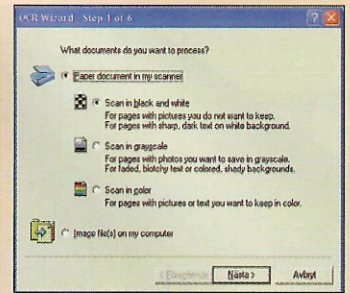 OCR Wizard - Step 1 of 6
What documents do you want to process?
Paper document in my scanner
Scan in black and white
For pages with pictures you do not want to keep.
For pages with sharp, dark text on white background.
Scan in grayscale
For pages with photos you want to save in grayscale.
For faded, blotchy text or colored, shady backgrounds.
Scan in color
For pages with pictures or text you want to keep in color.
Image file(s) on my computer
< Föregående
Nästa >
Avbryt